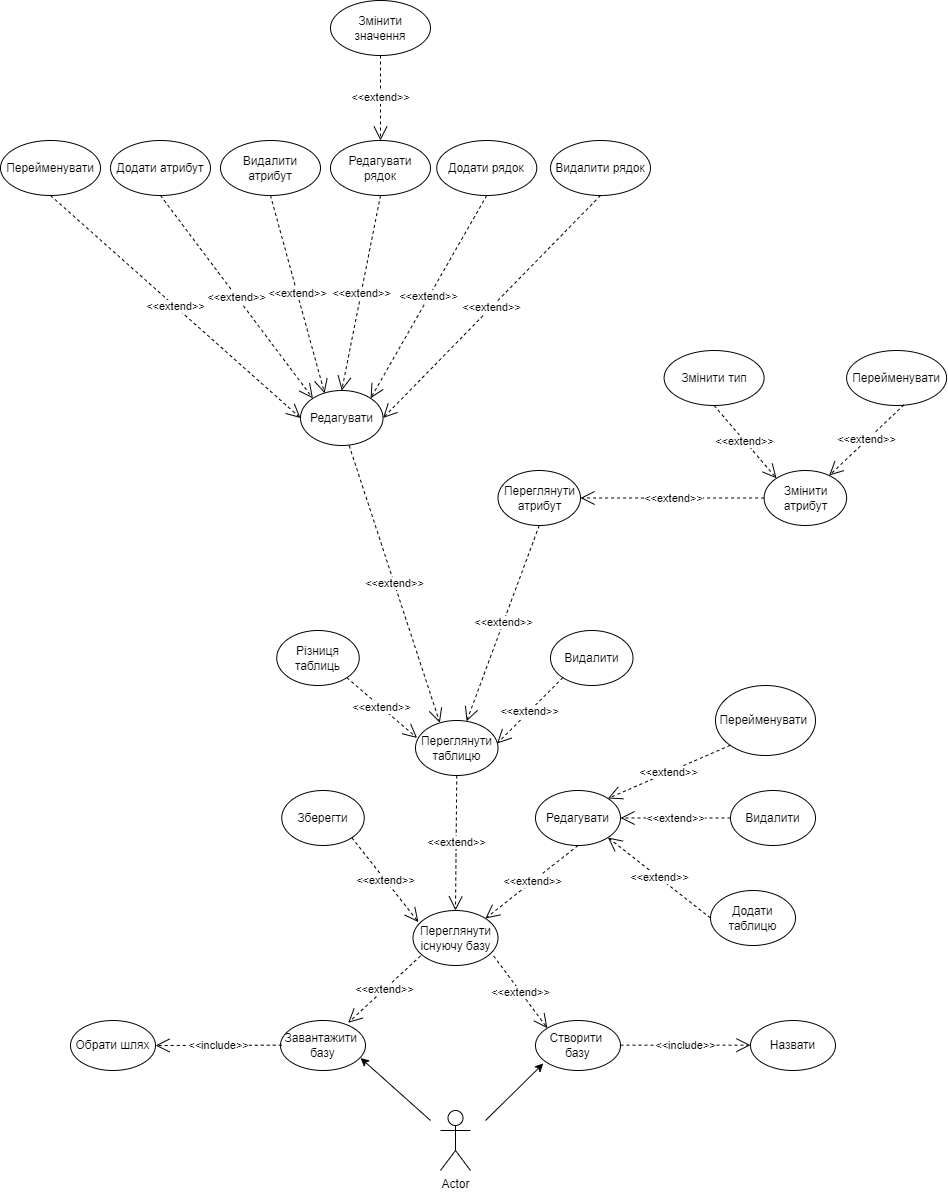 Змінити
значення
<<extend>>
Перейменувати
Додати атрибут
Видалити
атрибут
Редагувати
рядок
Додати рядок
Видалити рядок
<<extend>>
<<extend>>
<<extend>>
<<extend>>
<<extend>>
<<extend>>
Змінити тип
Перейменувати
Редагувати
<<extend>>
<<extend>>
Переглянути
атрибут
<<extend>>
Змінити
атрибут
<<extend>>
<<extend>>
Різниця
таблиць
Видалити
<<extend>>
<<extend>>
Перейменувати
Переглянути
таблицю
<<extend>>
Зберегти
Редагувати
<<extend>>
Видалити
<<extend>>
<<extend>>
<<extend>>
<<extend>>
Додати
таблицю
Переглянути
існуючу базу
<<extend>>
<<extend>>
Обрати шлях
<<include>>
Завантажити
базу
Створити
базу
<<include>>
Назвати
Actor